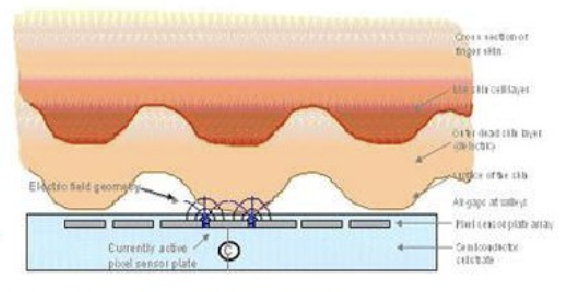 Cross section of
finger skin
Live skin cell layer
Outer dead skin layer
(dielectric)
Surface of the skin
Electric field geometry
Air-gaps at valleys
Pixel sensor plate array
Currently active
pixel sensor plate
C
Semiconductor
substrate